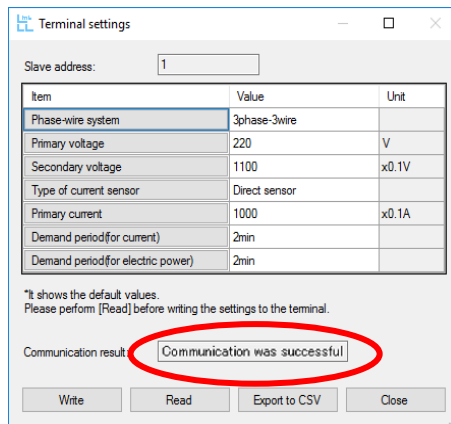 Terminal settings
Slave address: 1
Item Value Unit
Phase-wire system 3phase-3wire
Primary voltage 220 V
Secondary voltage 1100 x0.1V
Type of current sensor Direct sensor
Primary current 1000 x0.1A
Demand period(for current) 2min
Demand period(for electric power) 2min
*It shows the default values.
Please perform [Read] before writing the settings to the terminal.
Communication result: Communication was successful
Write Read Export to CSV Close